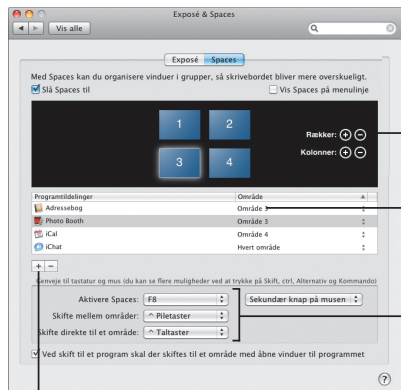 Exposé & Spaces
Vis alle
Exposé Spaces
Med Spaces kan du organisere vinduer i grupper, så skrivebordet bliver mere overskueligt.
Slå Spaces til Vis Spaces på menulinje
1 2
Rækker:
Kolonner:
3 4
Programtildelinger Område
Adressebog Område 3
Photo Booth Område 3
iCal Område 4
iChat Hvert område
Genveje til tastatur og mus (du kan se flere muligheder ved at trykke på Skift, ctrl, Alternativ og Kommando)
Aktivere Spaces: F8 Sekundær knap på musen
Skifte mellem områder: ^ Piletaster
Skifte direkte til et område: ^ Taltaster
Ved skift til et program skal der skiftes til et område med åbne vinduer til programmet
?